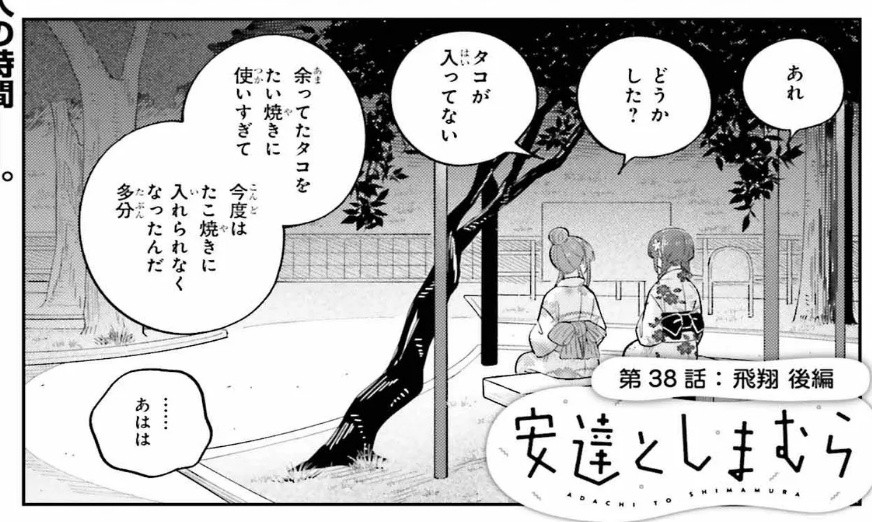 人の時間
――。
あれ
どうか
した?
タコが
入ってない
余ってたタコを
たい焼きに
使いすぎて
今度は
たこ焼きに
入れられなく
なったんだ
多分
……
あはは
第38話:飛翔 後編
安達としまむら
ADACHI TO SHIMAMURA